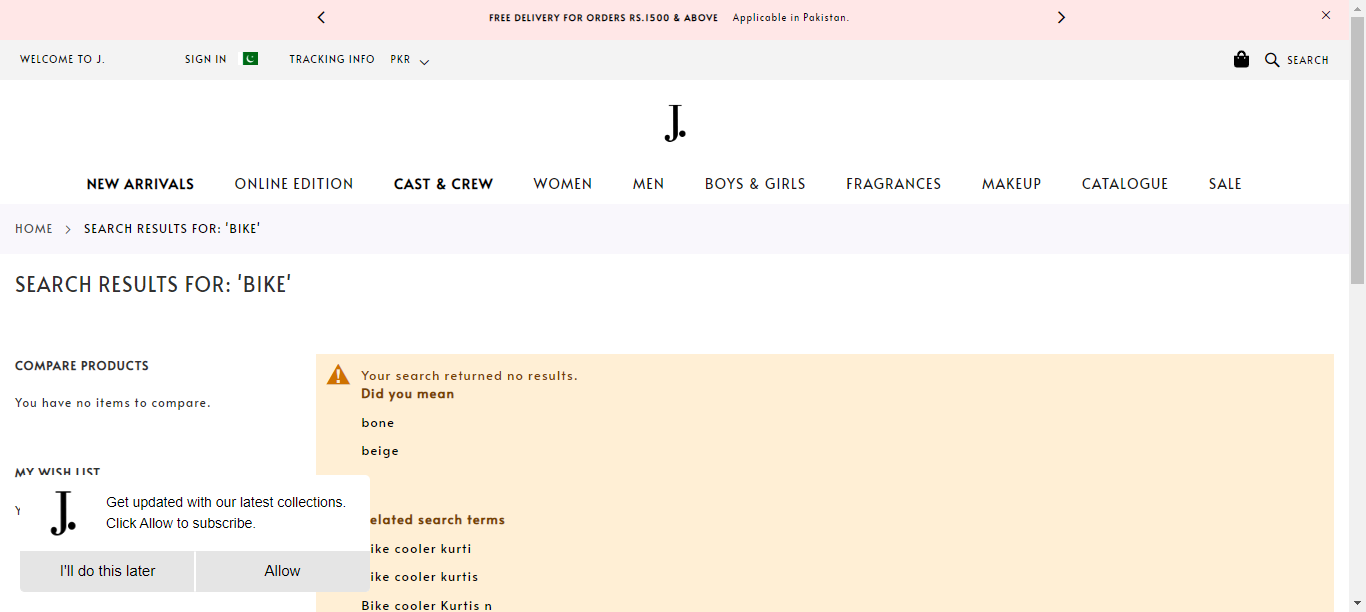 FREE DELIVERY FOR ORDERS RS.1500 & ABOVE Applicable in Pakistan.
WELCOME TO J. SIGN IN TRACKING INFO PKR SEARCH
J.
NEW ARRIVALS ONLINE EDITION CAST & CREW WOMEN MEN BOYS & GIRLS FRAGRANCES MAKEUP CATALOGUE SALE
HOME > SEARCH RESULTS FOR: 'BIKE'
SEARCH RESULTS FOR: 'BIKE'
COMPARE PRODUCTS
You have no items to compare.
MY WISH LIST
Your search returned no results.
Did you mean
bone
beige
elated search terms
ike cooler kurti
ike cooler kurtis
Bike cooler Kurtis n
J.
Get updated with our latest collections.
Click Allow to subscribe.
I'll do this later Allow